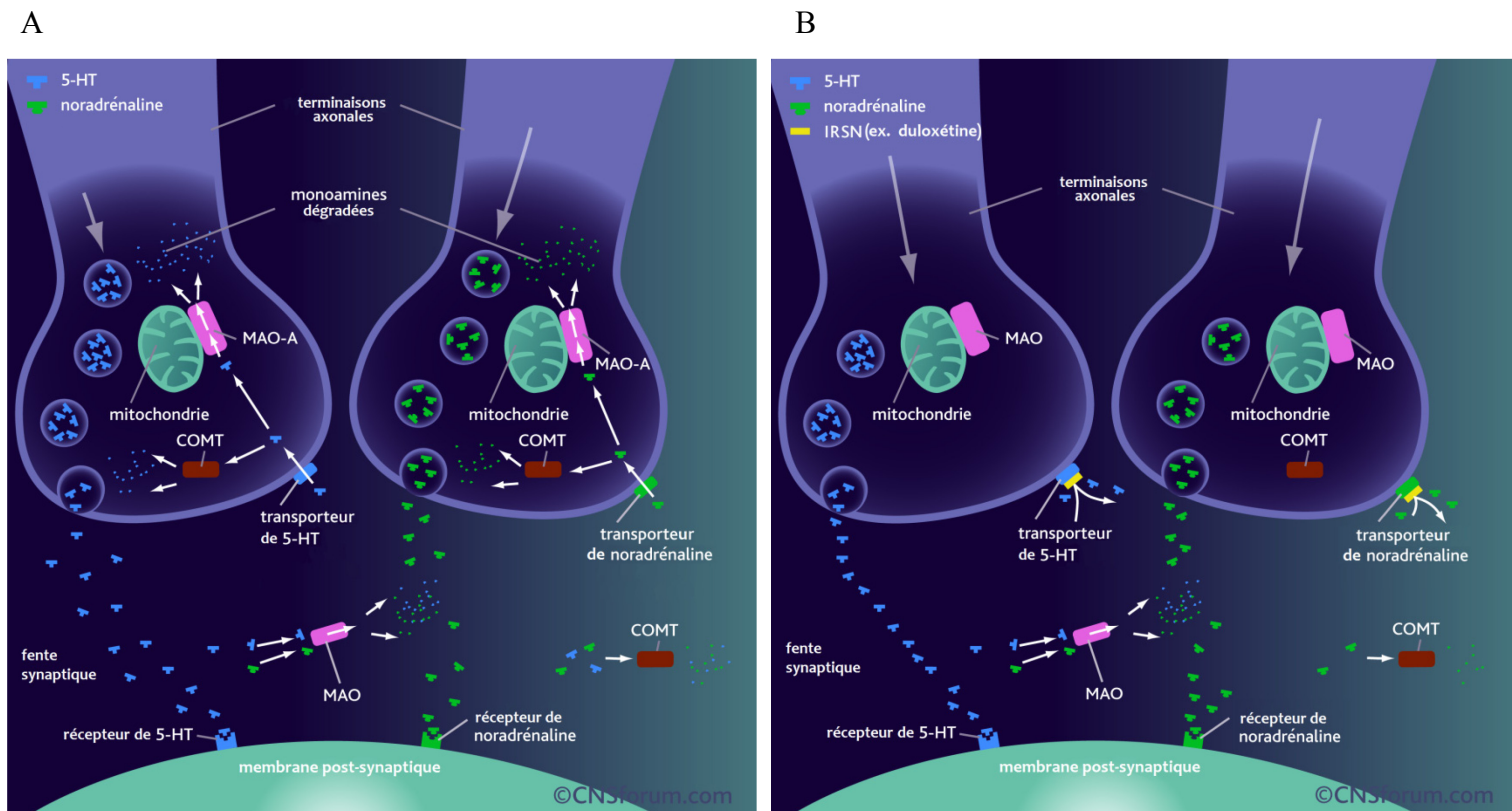 A
5-HT
noradrénaline
terminaisons
axonales
monoamines
dégradées
MAO-A
MAO-A
mitochondrie
mitochondrie
COMT
COMT
transporteur
de 5-HT
transporteur
de noradrénaline
fente
synaptique
MAO
COMT
récepteur de 5-HT
récepteur de
noradrénaline
membrane post-synaptique
©CNSforum.com
B
5-HT
noradrénaline
IRSN (ex. duloxétine)
terminaisons
axonales
MAO
MAO
mitochondrie
mitochondrie
COMT
transporteur
de 5-HT
transporteur
de noradrénaline
fente
synaptique
MAO
COMT
récepteur de 5-HT
récepteur de
noradrénaline
membrane post-synaptique
©CNSforum.com